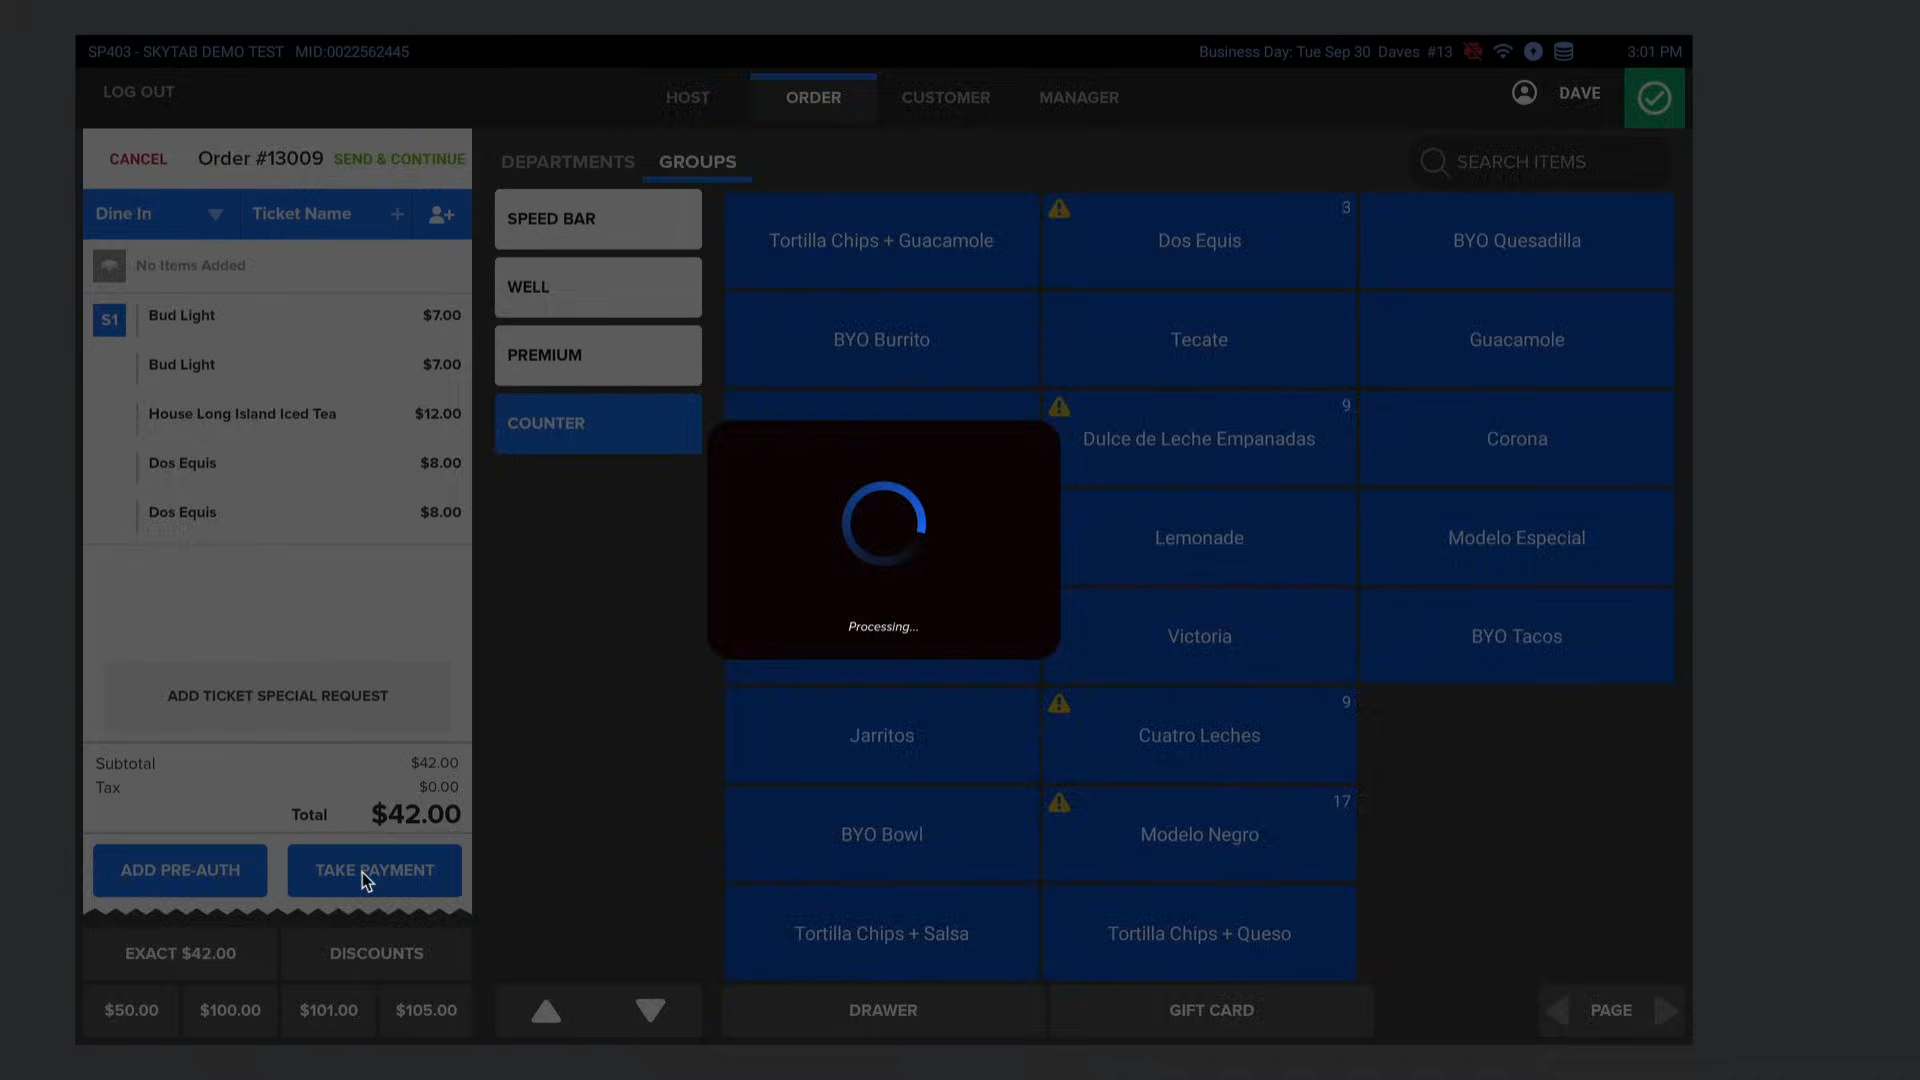 SP403 - SKYTAB DEMO TEST MID:0022562445
Business Day: Tue Sep 30 Daves #13 3:01 PM
LOG OUT
HOST ORDER CUSTOMER MANAGER
DAVE
CANCEL Order #13009 SEND & CONTINUE
Dine In Ticket Name +
No Items Added
S1 Bud Light $7.00
Bud Light $7.00
House Long Island Iced Tea $12.00
Dos Equis $8.00
Dos Equis $8.00
ADD TICKET SPECIAL REQUEST
Subtotal $42.00
Tax $0.00
Total $42.00
ADD PRE-AUTH TAKE PAYMENT
EXACT $42.00 DISCOUNTS
$50.00 $100.00 $101.00 $105.00
DEPARTMENTS GROUPS
SEARCH ITEMS
SPEED BAR
WELL
PREMIUM
COUNTER
Tortilla Chips + Guacamole
3
Dos Equis
BYO Quesadilla
BYO Burrito
Tecate
Guacamole
9
Dulce de Leche Empanadas
Corona
Lemonade
Modelo Especial
Victoria
BYO Tacos
Processing...
Jarritos
9
Cuatro Leches
BYO Bowl
17
Modelo Negro
Tortilla Chips + Salsa
Tortilla Chips + Queso
DRAWER GIFT CARD PAGE